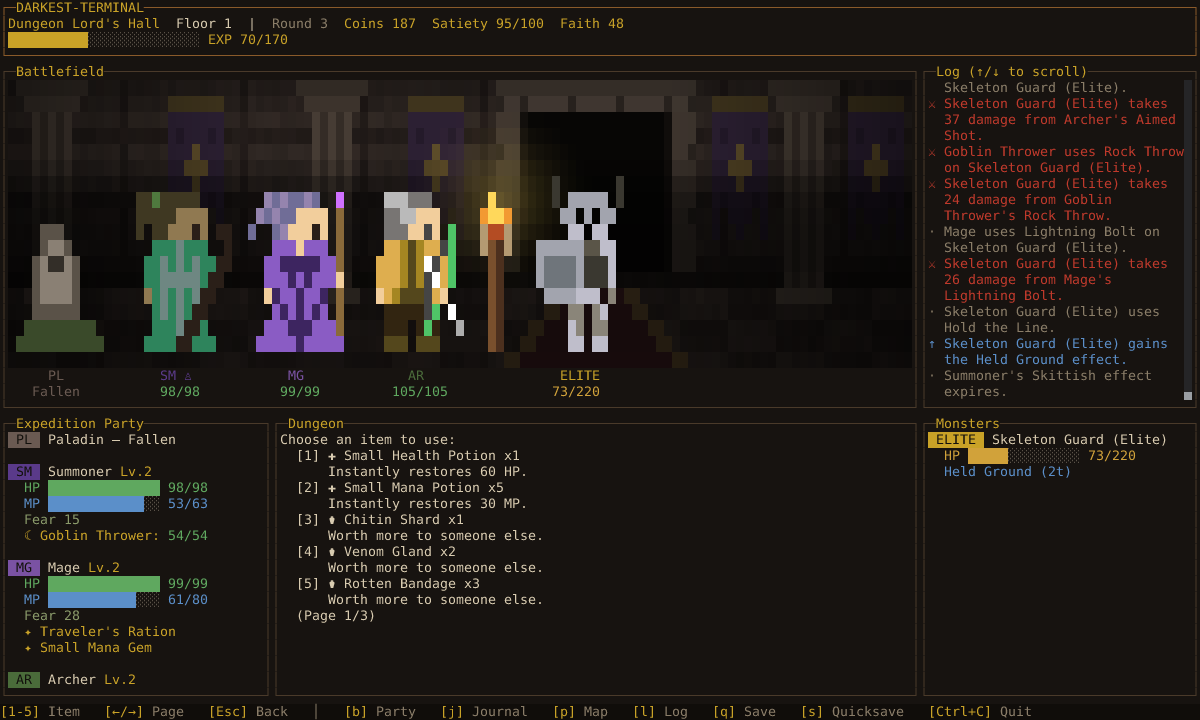 DARKEST-TERMINAL
Dungeon Lord's Hall  Floor 1  |  Round 3  Coins 187  Satiety 95/100  Faith 48
EXP 70/170
Battlefield
PL  SM ♙  MG  AR  ELITE
Fallen  98/98  99/99  105/105  73/220
Log (↑/↓ to scroll)
Skeleton Guard (Elite).
⚔ Skeleton Guard (Elite) takes
37 damage from Archer's Aimed
Shot.
⚔ Goblin Thrower uses Rock Throw
on Skeleton Guard (Elite).
⚔ Skeleton Guard (Elite) takes
24 damage from Goblin
Thrower's Rock Throw.
· Mage uses Lightning Bolt on
Skeleton Guard (Elite).
⚔ Skeleton Guard (Elite) takes
26 damage from Mage's
Lightning Bolt.
· Skeleton Guard (Elite) uses
Hold the Line.
↑ Skeleton Guard (Elite) gains
the Held Ground effect.
· Summoner's Skittish effect
expires.
Expedition Party
PL Paladin — Fallen
SM Summoner Lv.2
HP 98/98
MP 53/63
Fear 15
☾ Goblin Thrower: 54/54
MG Mage Lv.2
HP 99/99
MP 61/80
Fear 28
✦ Traveler's Ration
✦ Small Mana Gem
AR Archer Lv.2
Dungeon
Choose an item to use:
[1] ✚ Small Health Potion x1
Instantly restores 60 HP.
[2] ✚ Small Mana Potion x5
Instantly restores 30 MP.
[3] Chitin Shard x1
Worth more to someone else.
[4] Venom Gland x2
Worth more to someone else.
[5] Rotten Bandage x3
Worth more to someone else.
(Page 1/3)
Monsters
ELITE Skeleton Guard (Elite)
HP 73/220
Held Ground (2t)
[1-5] Item  [←/→] Page  [Esc] Back  |  [b] Party  [j] Journal  [p] Map  [l] Log  [q] Save  [s] Quicksave  [Ctrl+C] Quit